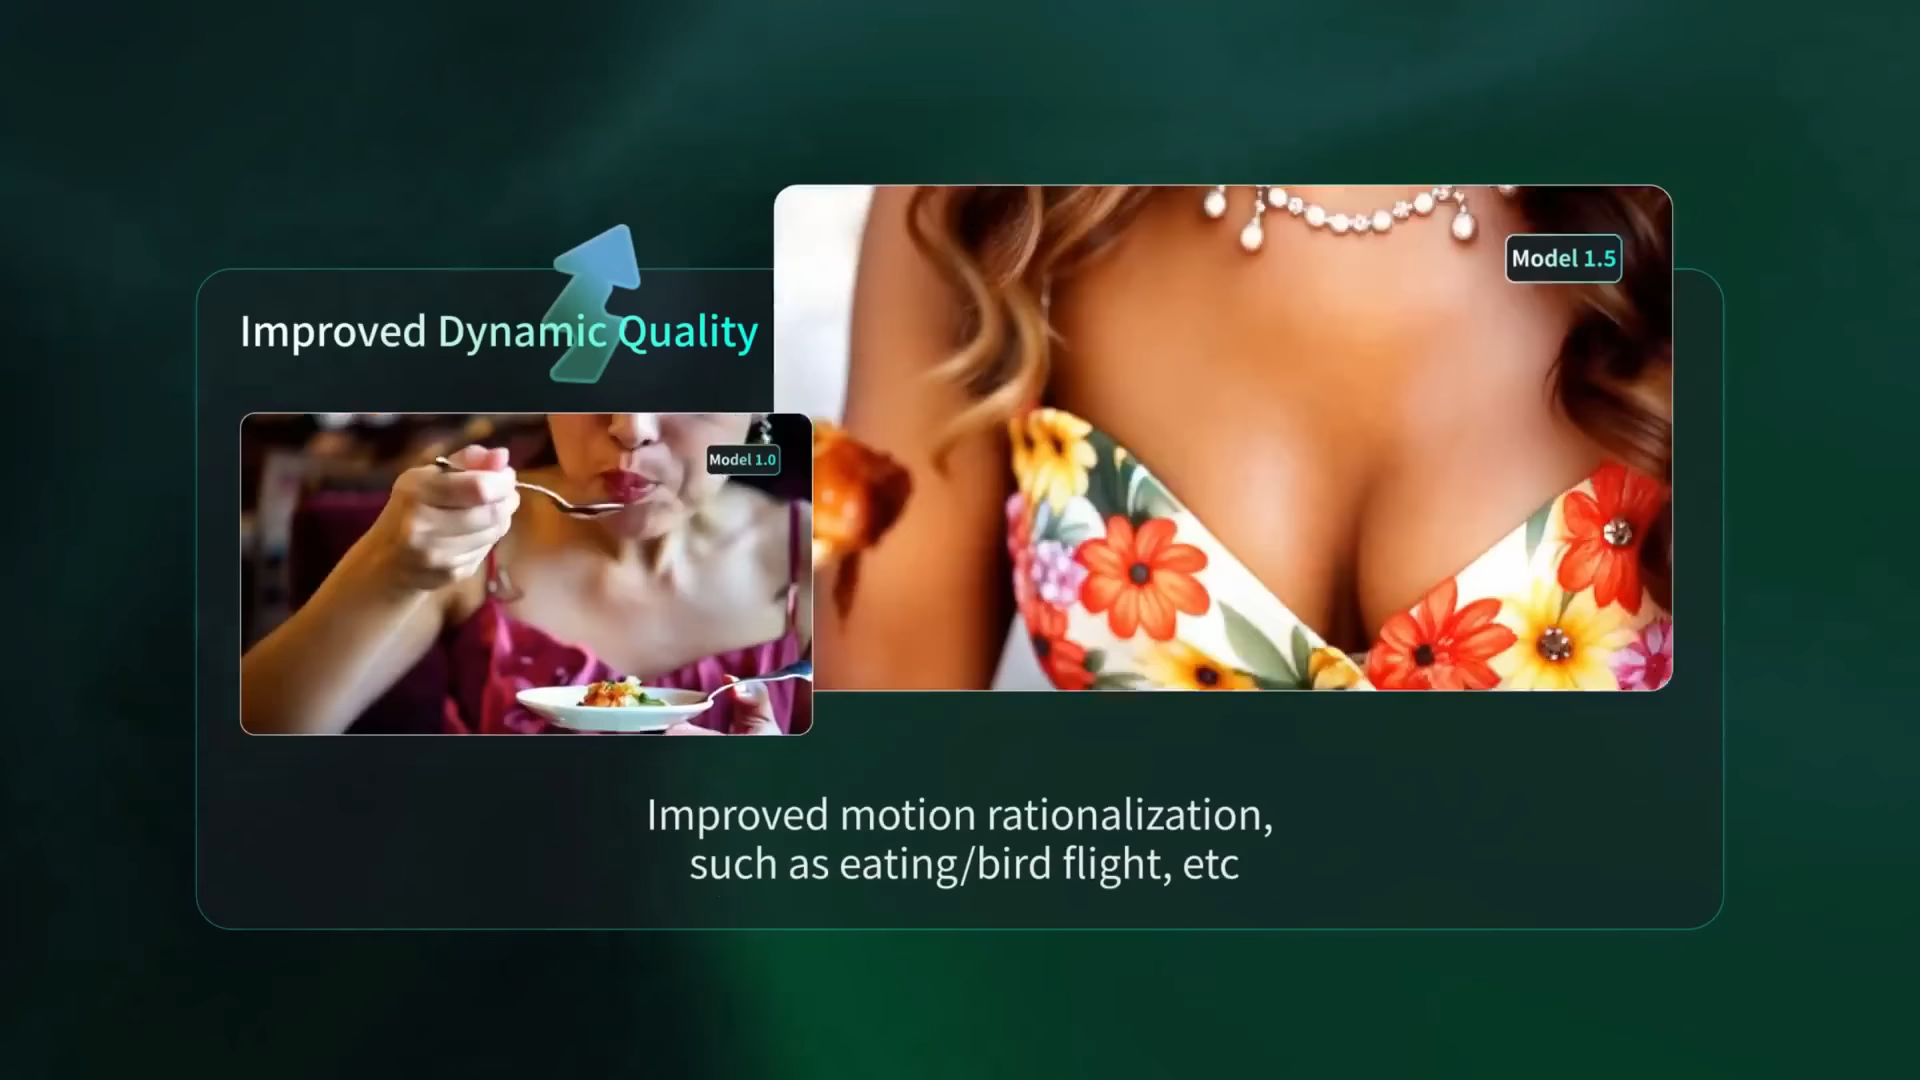 Improved Dynamic Quality
Model 1.5
Model 1.0
Improved motion rationalization,
such as eating/bird flight, etc